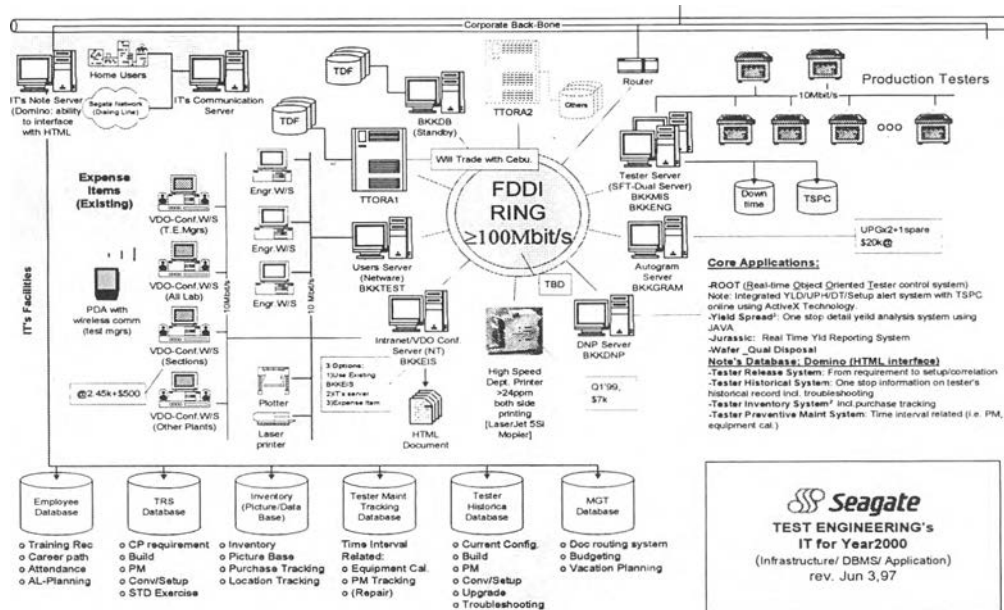 Corporate Back-Bone
Home Users
IT's Note Server
(Domino: ability
to interface
with HTML
Segate Network
(Dialing Line)
IT's Communication
Server
TDF
BKKDB
(Standby)
TTORA2
Others
Router
10Mbit/s
Production Testers
TDF
TTORA1
Will Trade with Cebu.
FDDI
RING
≥100Mbit/s
Tester Server
(SFT-Dual Server)
BKKMIS
BKKENG
Down
time
TSPC
UPGx2+1spare
$20k@
Autogram
Server
BKKGRAM
TBD
DNP Server
BKKDNP
Q1'99,
$7k
Expense
Items
(Existing)
IT's Facilities
PDA with
wireless comm
(test mgrs)
@2.45k+$500
VDO-Conf.W/S
(T.E.Mgrs)
VDO-Conf.W/S
(All Lab)
VDO-Conf.W/S
(Sections)
VDO-Conf.W/S
(Other Plants)
10Mbit/s
10 Mbit/s
Engr.W/S
Engr.W/S
Engr.W/S
Plotter
Laser
printer
Users Server
(Netware)
BKKTEST
Intranet/VDO Conf.
Server (NT)
BKKEIS
3 Options:
1)Use Existing
BKKEIS
2)IT's server
3)Expense Item
HTML
Document
High Speed
Dept. Printer
>24ppm
both side
printing
[LaserJet 5Si
Mopier]
Core Applications:
-ROOT (Real-time Object Oriented Tester control system)
Note: Integrated YLD/UPH/DT/Setup alert system with TSPC
online using ActiveX Technology.
-Yield Spread¹: One stop detail yeild analysis system using
JAVA
-Jurassic: Real Time Yld Reporting System
-Wafer _Qual Disposal
Note's Database: Domino (HTML interface)
-Tester Release System: From requirement to setup/correlation
-Tester Historical System: One stop information on tester's
historical record incl. troubleshooting
-Tester Inventory System² incl.purchase tracking
-Tester Preventive Maint System: Time interval related (i.e. PM,
equipment cal.)
Employee
Database
o Training Rec
o Career path
o Attendance
o AL-Planning
TRS
Database
o CP requirement
o Build
o PM
o Conv/Setup
o STD Exercise
Inventory
(Picture/Data
Base)
o Inventory
o Picture Base
o Purchase Tracking
o Location Tracking
Tester Maint
Tracking
Database
Time Interval
Related:
o Equipment Cal.
o PM Tracking
o (Repair)
Tester
Historica
Database
o Current Config.
o Build
o PM
o Conv/Setup
o Upgrade
o Troubleshooting
MGT
Database
o Doc routing system
o Budgeting
o Vacation Planning
Seagate
TEST ENGINEERING's
IT for Year2000
(Infrastructure/ DBMS/ Application)
rev. Jun 3,97